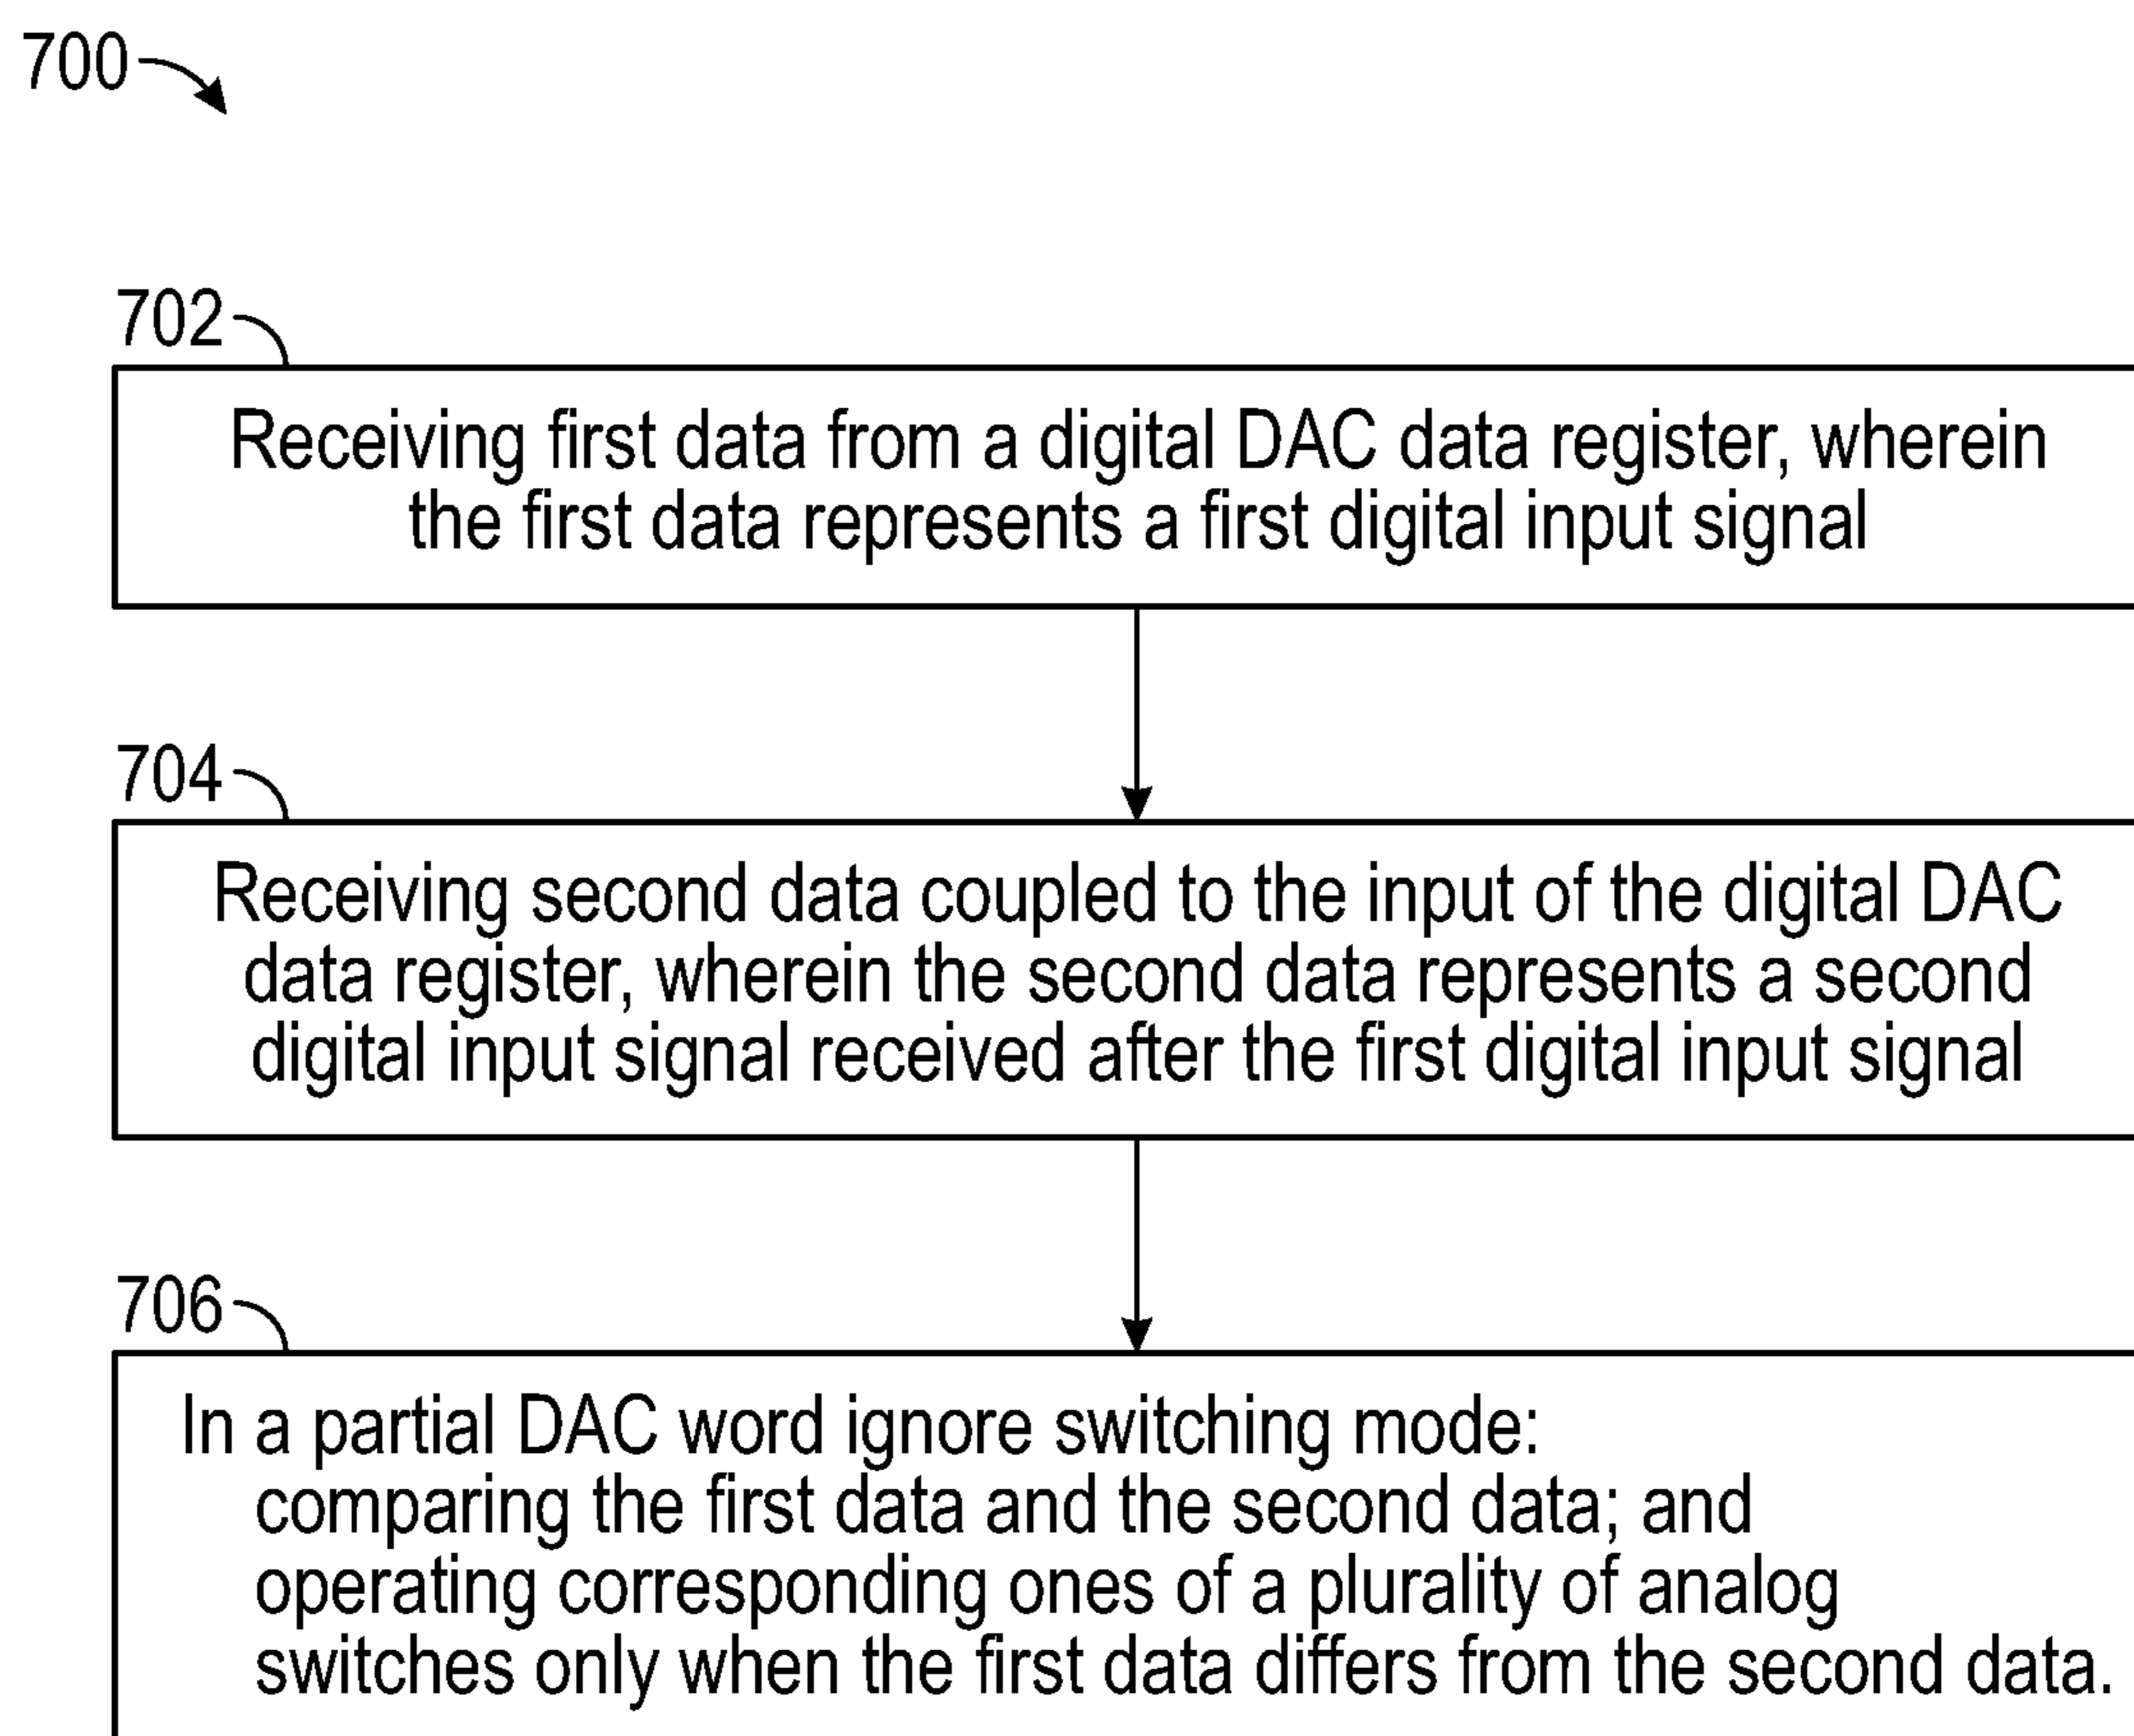 700
702
Receiving first data from a digital DAC data register, wherein
the first data represents a first digital input signal
704
Receiving second data coupled to the input of the digital DAC
data register, wherein the second data represents a second
digital input signal received after the first digital input signal
706
In a partial DAC word ignore switching mode:
comparing the first data and the second data; and
operating corresponding ones of a plurality of analog
switches only when the first data differs from the second data.